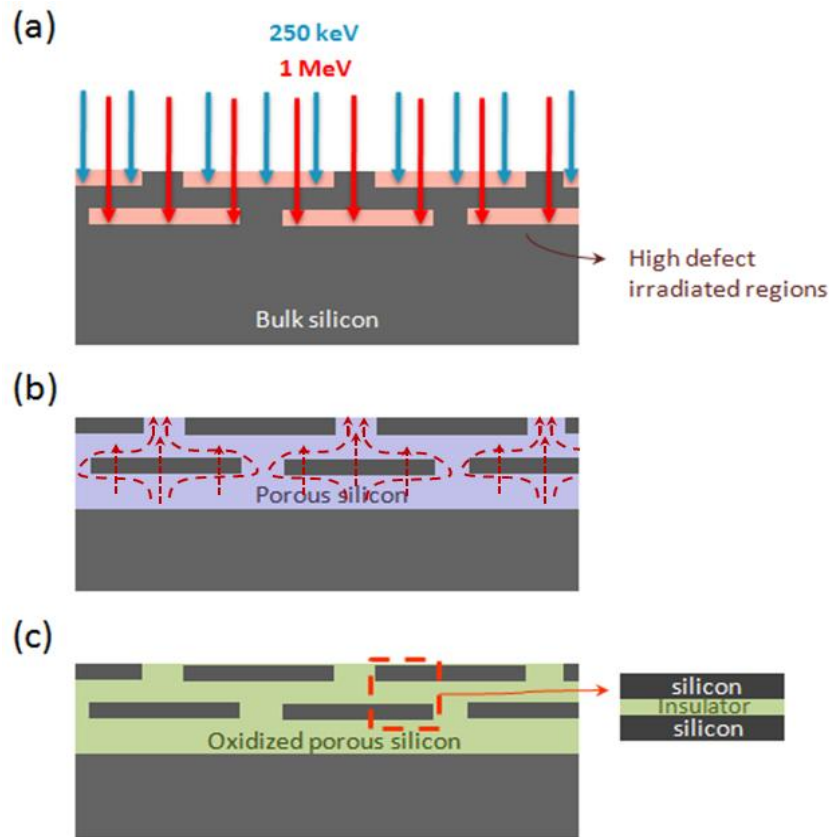 (a)
250 keV
1 MeV
High defect
irradiated regions
Bulk silicon
(b)
Porous silicon
(c)
silicon
Insulator
silicon
Oxidized porous silicon